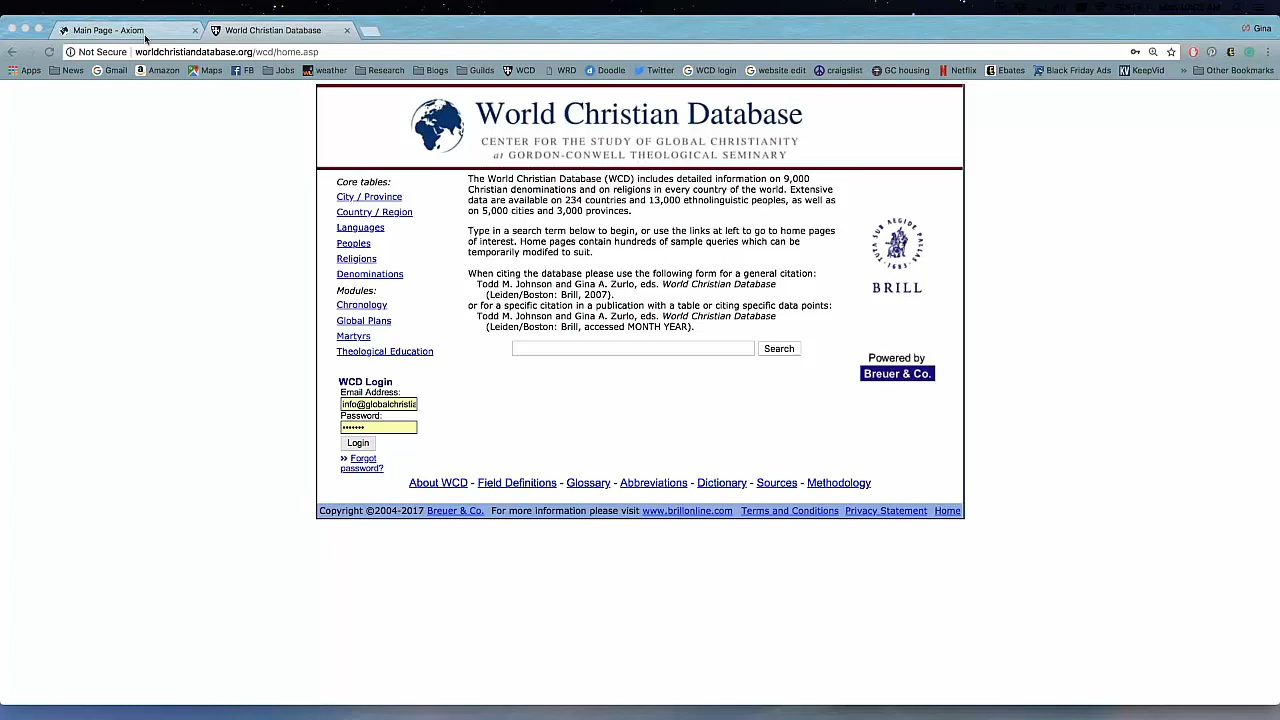 Main Page - Axiom
World Christian Database
Gina
Not Secure worldchristiandatabase.org/wcd/home.asp
Apps News Gmail Amazon Maps FB Jobs weather Research Blogs Guilds WCD WRD Doodle Twitter WCD login website edit craigslist GC housing Netflix Ebates Black Friday Ads KeepVid » Other Bookmarks
World Christian Database
CENTER FOR THE STUDY OF GLOBAL CHRISTIANITY
at GORDON-CONWELL THEOLOGICAL SEMINARY
Core tables:
City / Province
Country / Region
Languages
Peoples
Religions
Denominations
Modules:
Chronology
Global Plans
Martyrs
Theological Education
WCD Login
Email Address:
info@globalchristia
Password:
•••••••
Login
» Forgot
password?
The World Christian Database (WCD) includes detailed information on 9,000
Christian denominations and on religions in every country of the world. Extensive
data are available on 234 countries and 13,000 ethnolinguistic peoples, as well as
on 5,000 cities and 3,000 provinces.
Type in a search term below to begin, or use the links at left to go to home pages
of interest. Home pages contain hundreds of sample queries which can be
temporarily modifed to suit.
When citing the database please use the following form for a general citation:
Todd M. Johnson and Gina A. Zurlo, eds. World Christian Database
(Leiden/Boston: Brill, 2007).
or for a specific citation in a publication with a table or citing specific data points:
Todd M. Johnson and Gina A. Zurlo, eds. World Christian Database
(Leiden/Boston: Brill, accessed MONTH YEAR).
Search
TUTA SUB AEGIDE PALLAS
1683
BRILL
Powered by
Breuer & Co.
About WCD - Field Definitions - Glossary - Abbreviations - Dictionary - Sources - Methodology
Copyright ©2004-2017 Breuer & Co. For more information please visit www.brillonline.com Terms and Conditions Privacy Statement Home